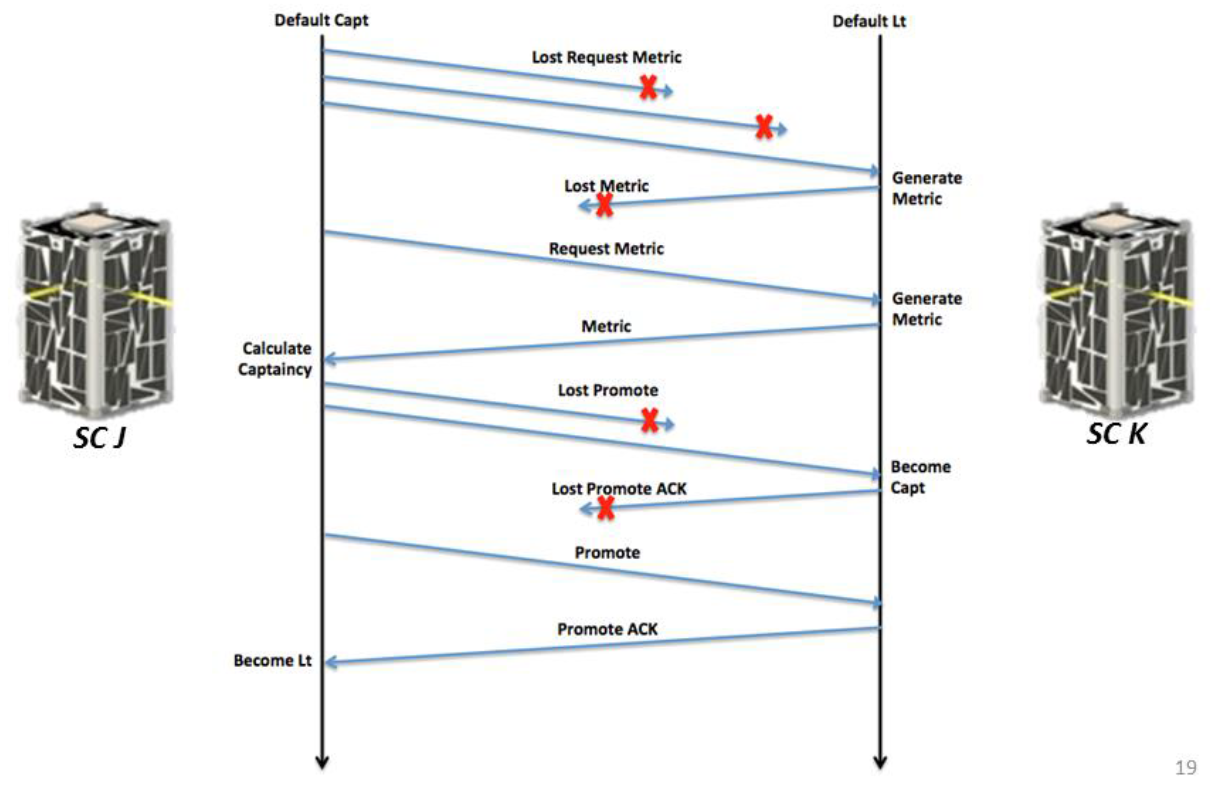 Default Capt
Default Lt
Lost Request Metric
Generate
Metric
Lost Metric
Request Metric
Generate
Metric
Metric
Calculate
Captaincy
Lost Promote
SC J
SC K
Become
Capt
Lost Promote ACK
Promote
Promote ACK
Become Lt
19